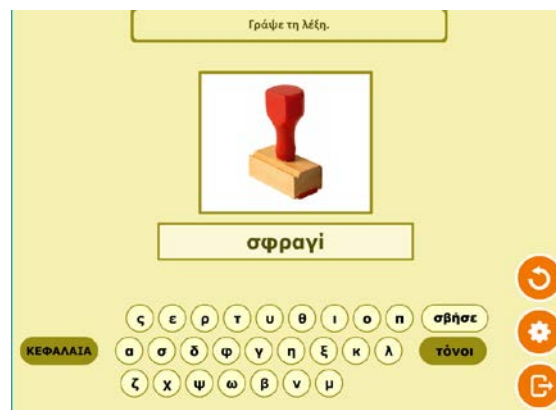 Γράψε τη λέξη.
σφραγί
ς ε ρ τ υ θ ι ο π σβήσε
ΚΕΦΑΛΑΙΑ α σ δ φ γ η ξ κ λ τόνοι
ζ χ ψ ω β ν μ